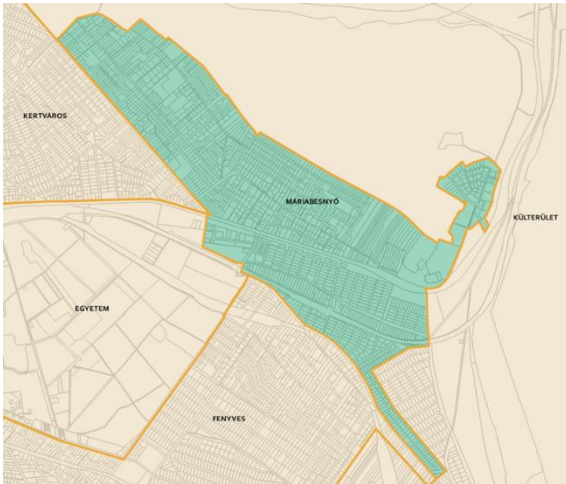 KERTVÁROS
MÁRIABESNYŐ
KÜLTERÜLET
EGYETEM
FENYVES